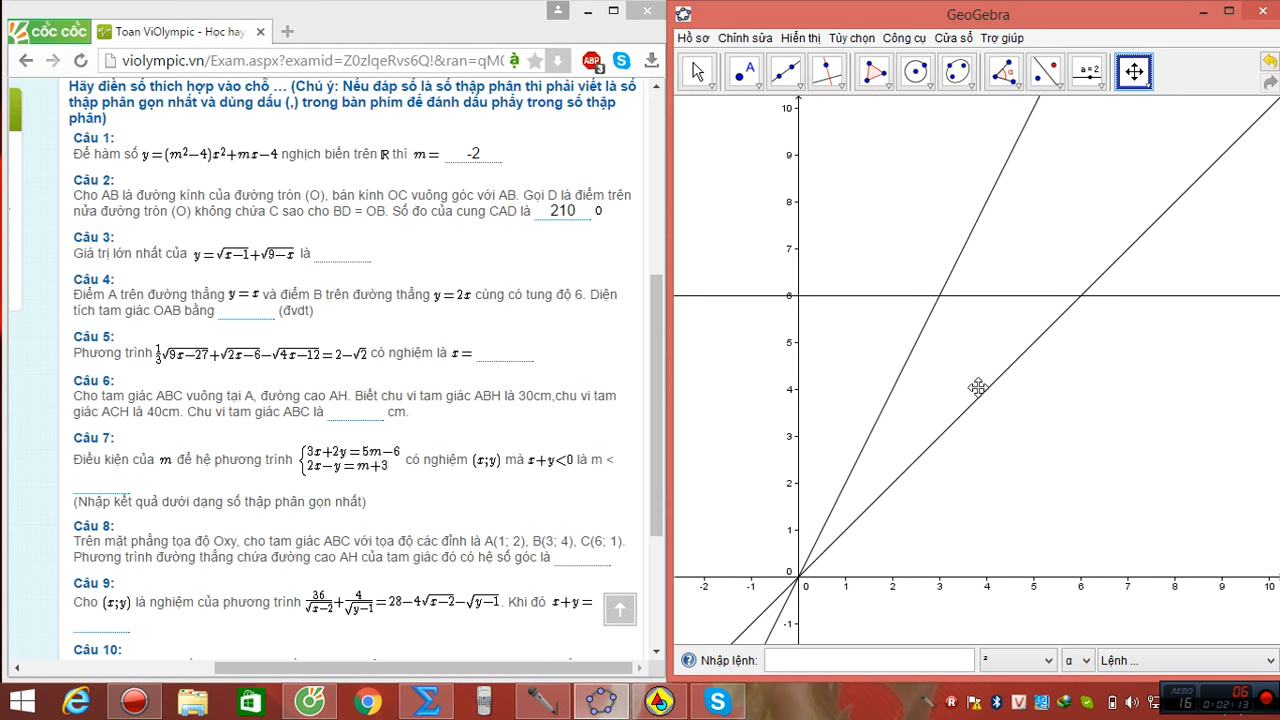 cốc cốc
Toan ViOlympic - Học hay
violympic.vn/Exam.aspx?examid=Z0zlqeRvs6Q!&ran=qM0
ABP
3
Hãy điền số thích hợp vào chỗ ... (Chú ý: Nếu đáp số là số thập phân thì phải viết là số
thập phân gọn nhất và dùng dấu (,) trong bàn phím để đánh dấu phẩy trong số thập
phân)
Câu 1:
Để hàm số y=(m²−4)x²+mx−4 nghịch biến trên ℝ thì m= -2
Câu 2:
Cho AB là đường kính của đường tròn (O), bán kính OC vuông góc với AB. Gọi D là điểm trên
nửa đường tròn (O) không chứa C sao cho BD = OB. Số đo của cung CAD là 210 0
Câu 3:
Giá trị lớn nhất của y=√x−1+√9−x là
Câu 4:
Điểm A trên đường thẳng y=x và điểm B trên đường thẳng y=2x cùng có tung độ 6. Diện
tích tam giác OAB bằng (đvdt)
Câu 5:
Phương trình 1/3√9x−27+√2x−6−√4x−12=2−√2 có nghiệm là x=
Câu 6:
Cho tam giác ABC vuông tại A, đường cao AH. Biết chu vi tam giác ABH là 30cm,chu vi tam
giác ACH là 40cm. Chu vi tam giác ABC là cm.
Câu 7:
Điều kiện của m để hệ phương trình {3x+2y=5m−6 2x−y=m+3 có nghiệm (x;y) mà x+y<0 là m <
(Nhập kết quả dưới dạng số thập phân gọn nhất)
Câu 8:
Trên mặt phẳng tọa độ Oxy, cho tam giác ABC với tọa độ các đỉnh là A(1; 2), B(3; 4), C(6; 1).
Phương trình đường thẳng chứa đường cao AH của tam giác đó có hệ số góc là
Câu 9:
Cho (x;y) là nghiệm của phương trình 36/√x−2+4/√y−1=28−4√x−2−√y−1. Khi đó x+y=
Câu 10:
GeoGebra
Hồ sơ Chỉnh sửa Hiển thị Tùy chọn Công cụ Cửa sổ Trợ giúp
A
α
a=2
10
9
8
7
6
5
4
3
2
1
0
-1
-2 -1 0 1 2 3 4 5 6 7 8 9 10
Nhập lệnh: ² α Lệnh ...
AERO
16
06
0:02:13